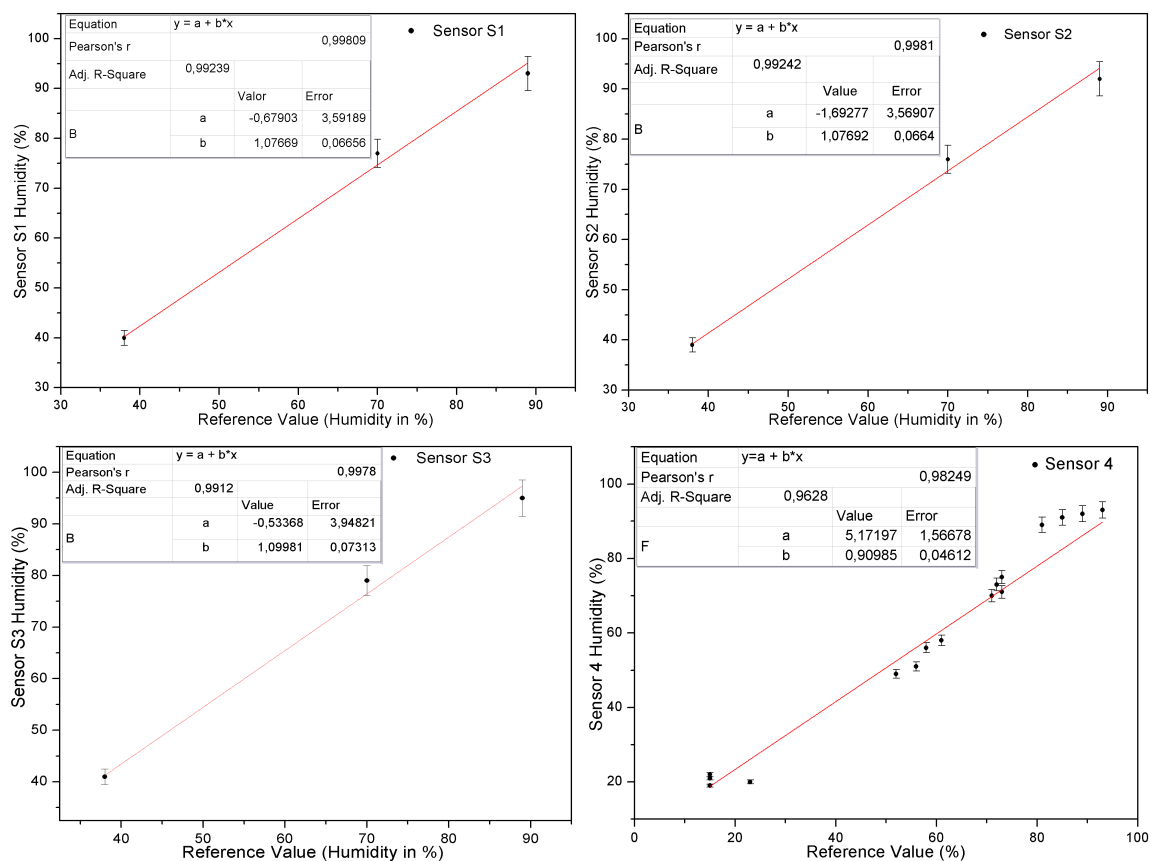 Equation y = a + b*x
Pearson's r 0,99809
Adj. R-Square 0,99239
Valor Error
B a -0,67903 3,59189
b 1,07669 0,06656
Sensor S1
Sensor S1 Humidity (%)
100
90
80
70
60
50
40
30
30 40 50 60 70 80 90
Reference Value (Humidity in %)
Equation y = a + b*x
Pearson's r 0,9981
Adj. R-Square 0,99242
Value Error
B a -1,69277 3,56907
b 1,07692 0,0664
Sensor S2
Sensor S2 Humidity (%)
100
90
80
70
60
50
40
30
30 40 50 60 70 80 90
Reference Value (Humidity in %)
Equation y = a + b*x
Pearson's r 0,9978
Adj. R-Square 0,9912
Value Error
B a -0,53368 3,94821
b 1,09981 0,07313
Sensor S3
Sensor S3 Humidity (%)
100
90
80
70
60
50
40
40 50 60 70 80 90
Reference Value (Humidity in %)
Equation y=a + b*x
Pearson's r 0,98249
Adj. R-Square 0,9628
Value Error
F a 5,17197 1,56678
b 0,90985 0,04612
Sensor 4
Sensor 4 Humidity (%)
100
80
60
40
20
0 20 40 60 80 100
Reference Value (%)